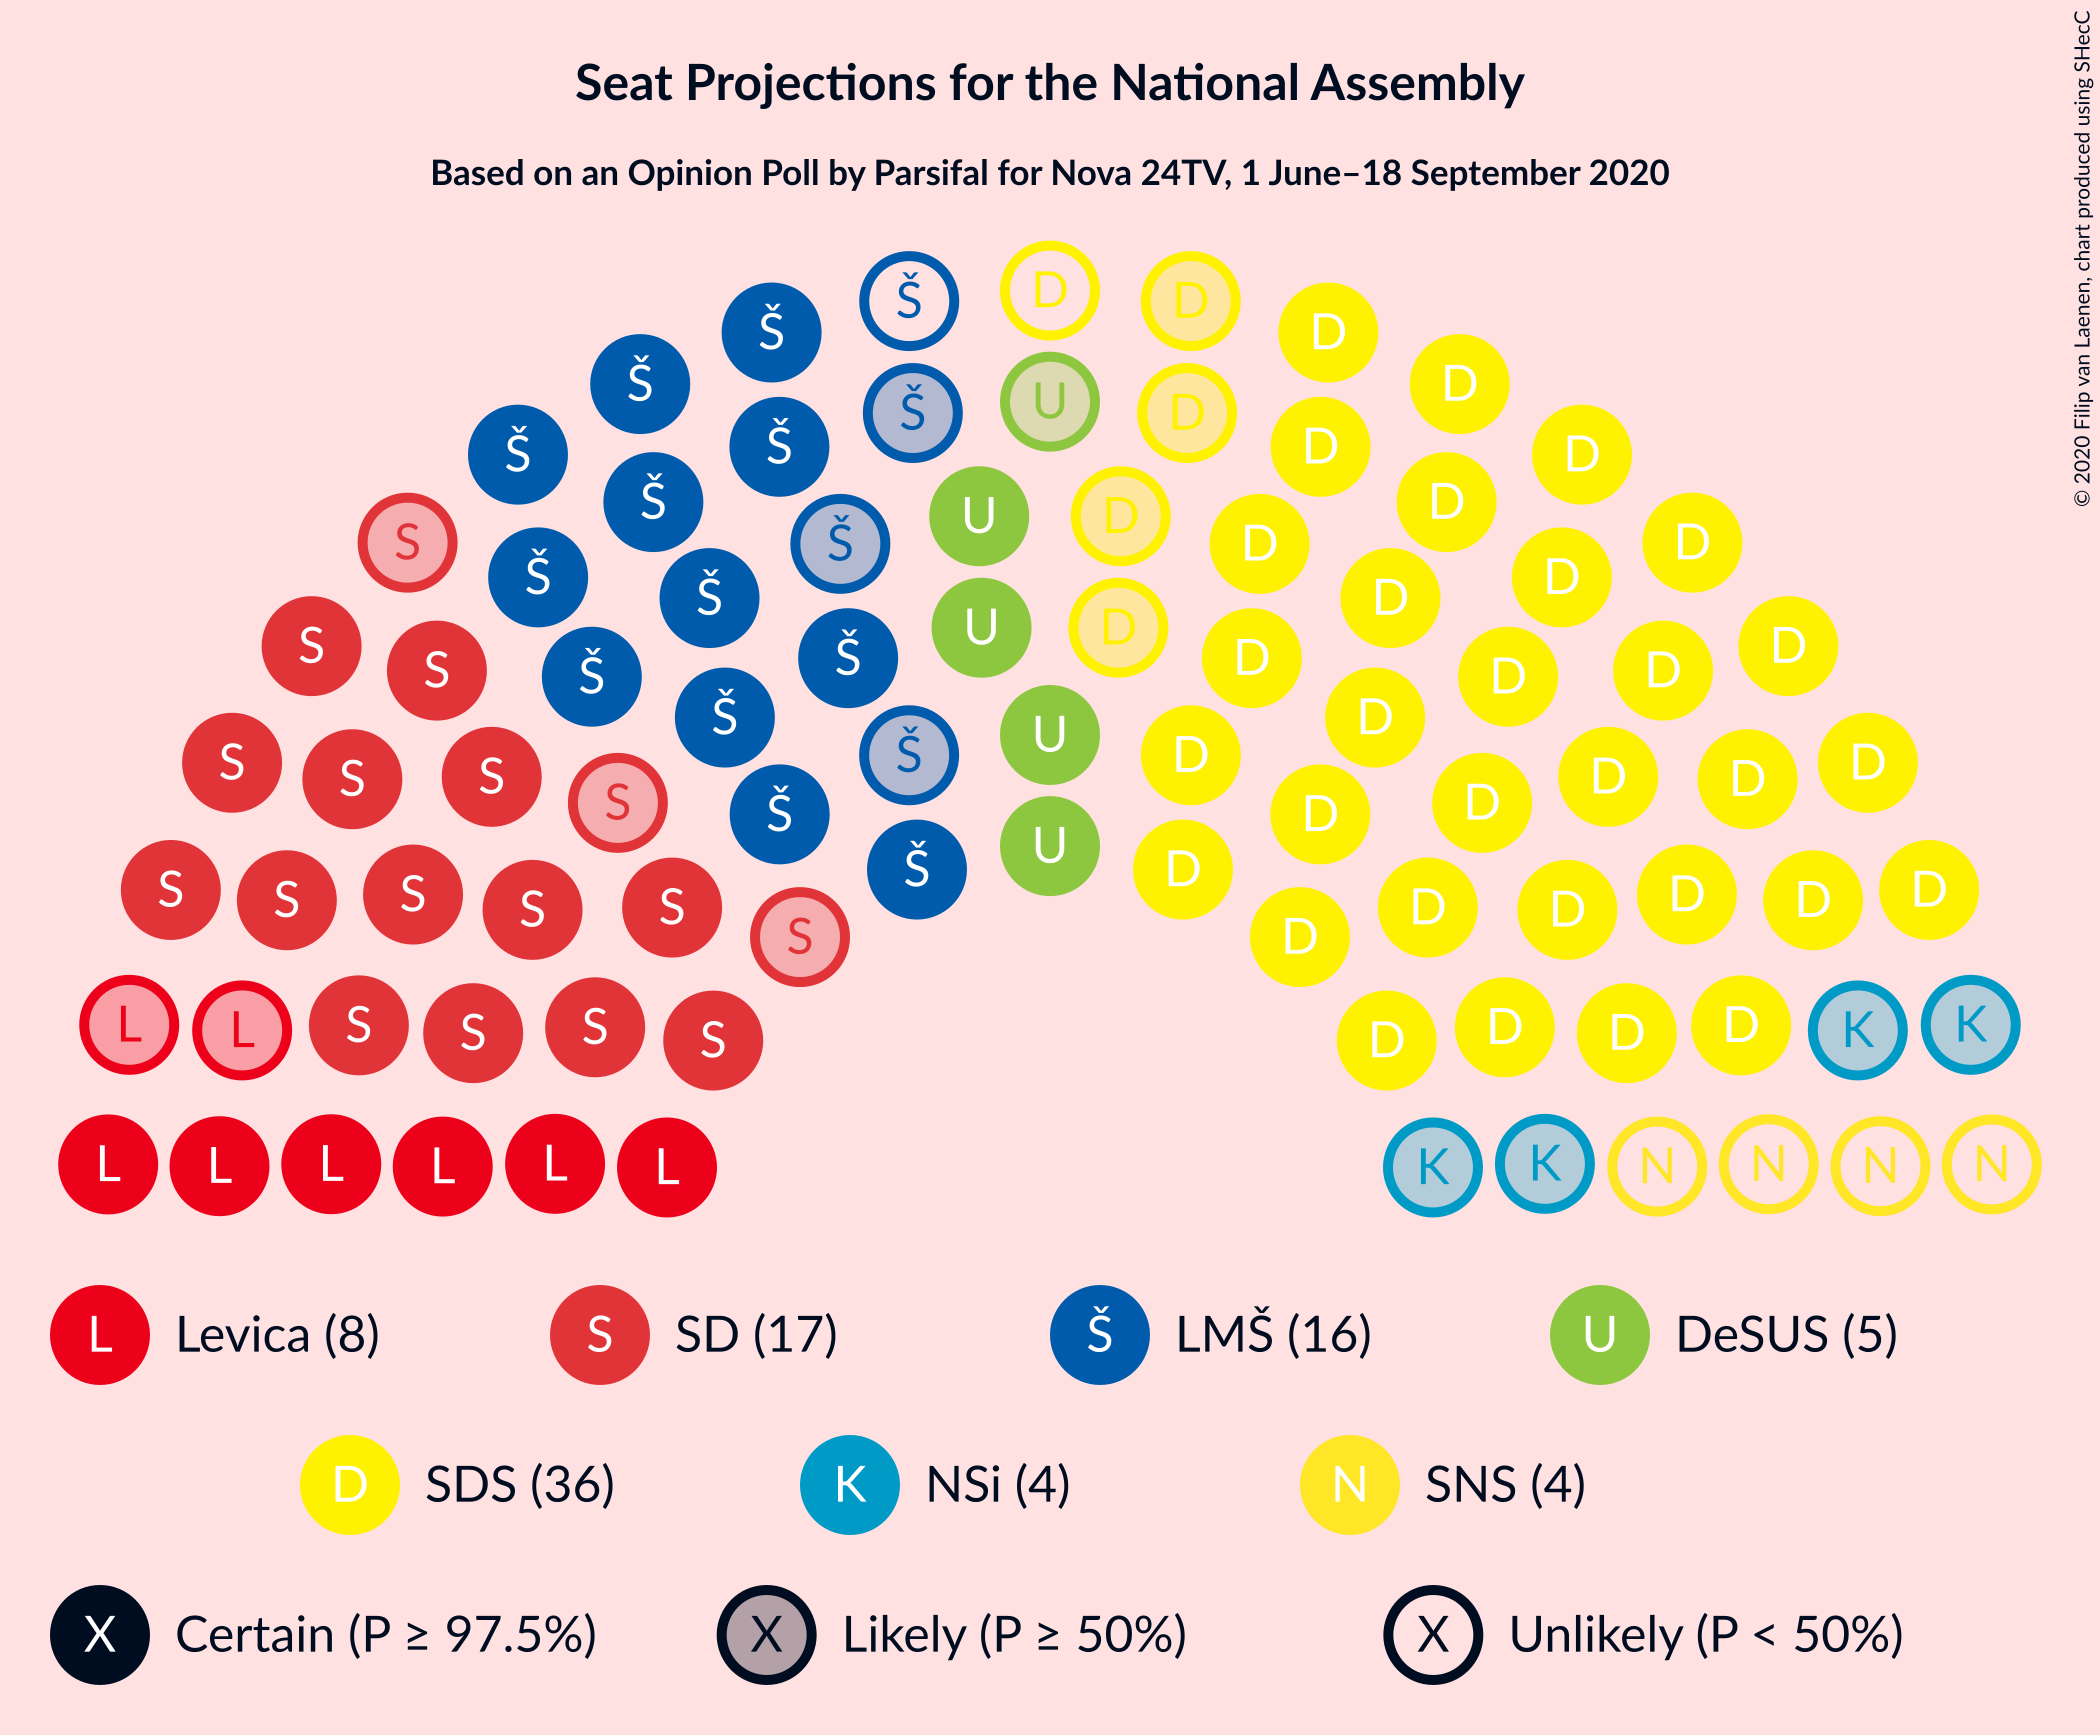 Seat Projections for the National Assembly
Based on an Opinion Poll by Parsifal for Nova 24TV, 1 June–18 September 2020
© 2020 Filip van Laenen, chart produced using SHecC
Š D D
Š Š D D
Š U D
Š Š D D
Š D
Š Š U D D
S Š D D D
Š Š D D
S Š Š U D D D
S Š D D
Š U D
S S S Š D D D D
S S D D
S Š D D
S S S S S Š U D D D D D D D
S D
L L S S S S D D D D K K
L L L L L L K K N N N N
L Levica (8) S SD (17) Š LMŠ (16) U DeSUS (5)
D SDS (36) K NSi (4) N SNS (4)
X Certain (P ≥ 97.5%) X Likely (P ≥ 50%) X Unlikely (P < 50%)